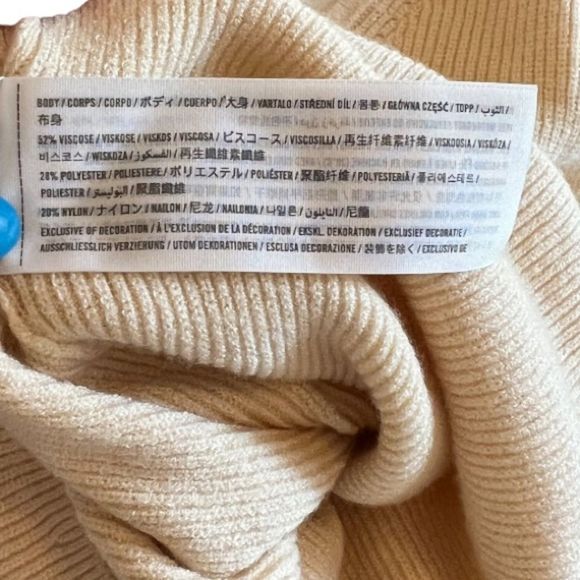 BODY / CORPS / CORPO / ボディ / CUERPO / 大身 / VARTALO / STŘEDNÍ DÍL / 몸통 / GŁÓWNA CZĘŚĆ / TOPP / الثوب /
布身
52% VISCOSE / VISKOSE / VISKOS / VISCOSA / ビスコース / VISCOSILLA / 再生纤维素纤维 / VISKOOSIA / VISKÓZA /
비스코스 / WISKOZA / الفسكوز / 再生纖維素纖維
28% POLYESTER / POLIESTERE / ポリエステル / POLIÉSTER / 聚酯纤维 / POLYESTERIÄ / 폴리에스테르 /
POLIESTER / البوليستر / 聚酯纖維
20% NYLON / ナイロン / NAILON / 尼龙 / NAILONIA / 나일론 / النايلون / 尼龍
EXCLUSIVE OF DECORATION / À L'EXCLUSION DE LA DÉCORATION / EKSKL. DEKORATION / EXCLUSIEF DECORATIE /
AUSSCHLIESSLICH VERZIERUNG / UTOM DEKORATIONEN / ESCLUSA DECORAZIONE / 装飾を除く / EXCLUSIVO DE